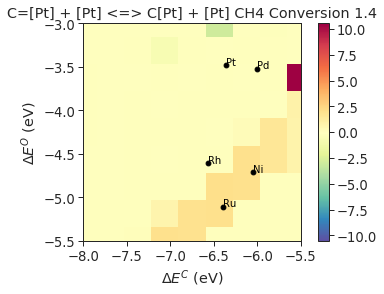 C=[Pt] + [Pt] <=> C[Pt] + [Pt] CH4 Conversion 1.4
−3.0
−3.5
−4.0
−4.5
−5.0
−5.5
ΔE^O (eV)
Pt
Pd
Rh
Ni
Ru
−8.0 −7.5 −7.0 −6.5 −6.0 −5.5
ΔE^C (eV)
10.0
7.5
5.0
2.5
0.0
−2.5
−5.0
−7.5
−10.0